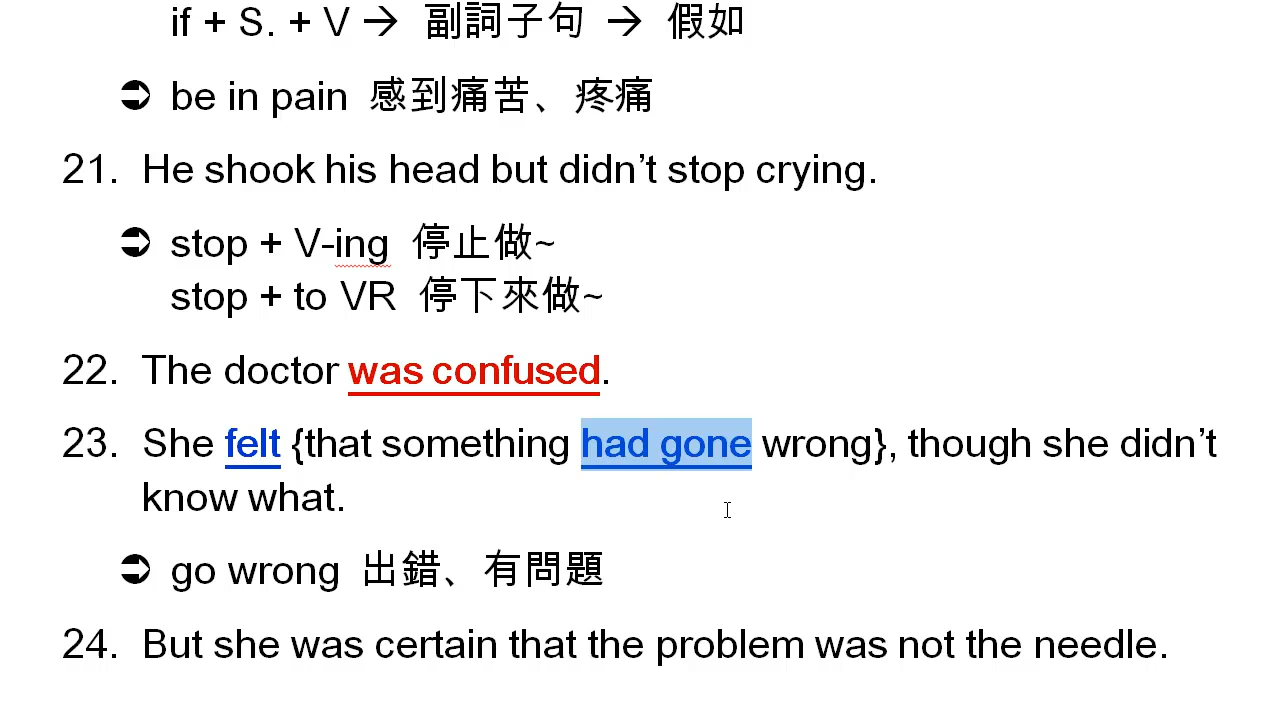 if + S. + V → 副詞子句 → 假如
➲ be in pain 感到痛苦、疼痛
21. He shook his head but didn’t stop crying.
➲ stop + V-ing 停止做~
stop + to VR 停下來做~
22. The doctor was confused.
23. She felt {that something had gone wrong}, though she didn’t
know what.
➲ go wrong 出錯、有問題
24. But she was certain that the problem was not the needle.